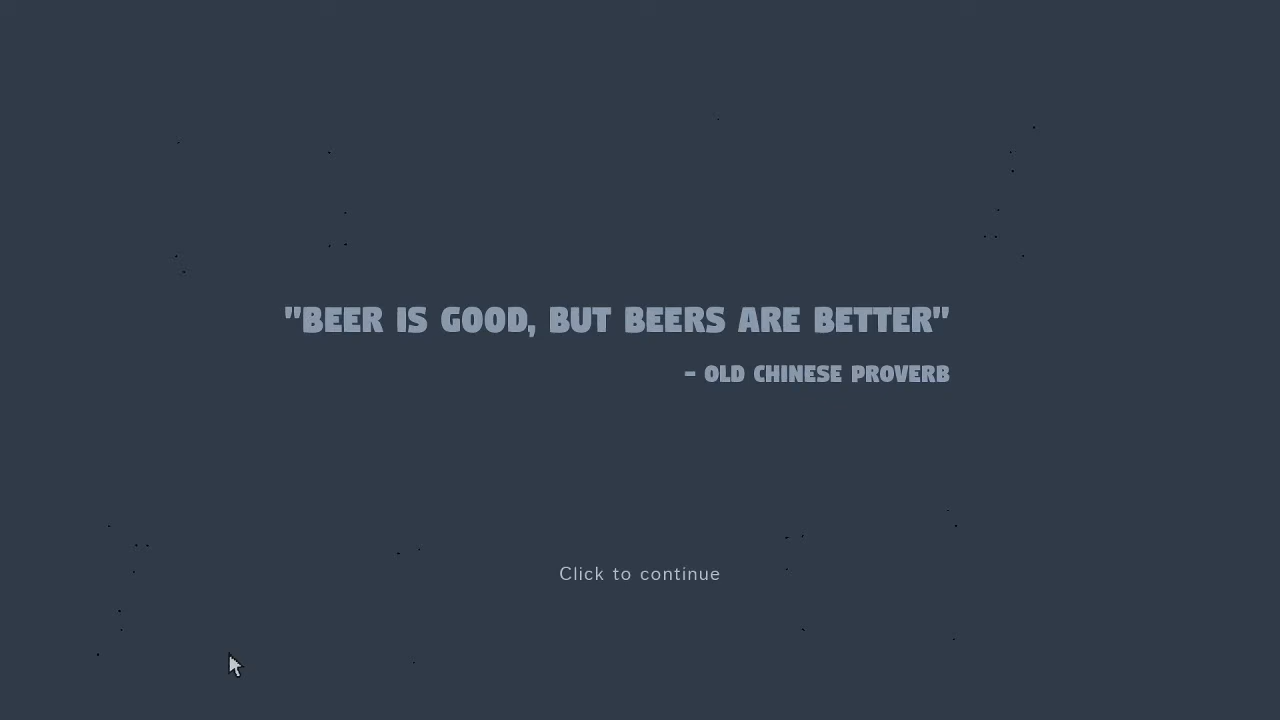 "BEER IS GOOD, BUT BEERS ARE BETTER"
- OLD CHINESE PROVERB
Click to continue